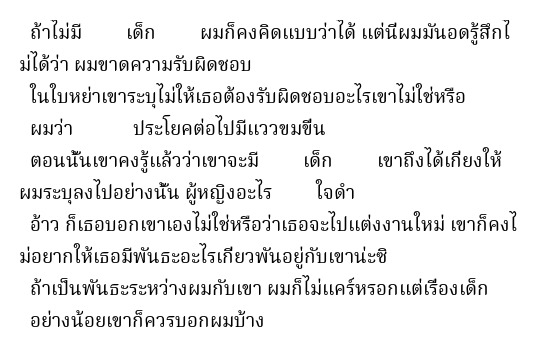 ถ้าไม่มี เด็ก ผมก็คงคิดแบบว่าได้ แต่นี่ผมมันอดรู้สึกไ
ม่ได้ว่า ผมขาดความรับผิดชอบ
ในใบหย่าเขาระบุไม่ให้เธอต้องรับผิดชอบอะไรเขาไม่ใช่หรือ
ผมว่า ประโยคต่อไปมีแววขมขื่น
ตอนนั้นเขาคงรู้แล้วว่าเขาจะมี เด็ก เขาถึงได้เกี่ยงให้
ผมระบุลงไปอย่างนั้น ผู้หญิงอะไร ใจดำ
อ้าว ก็เธอบอกเขาเองไม่ใช่หรือว่าเธอจะไปแต่งงานใหม่ เขาก็คงไ
ม่อยากให้เธอมีพันธะอะไรเกี่ยวพันอยู่กับเขาน่ะซิ
ถ้าเป็นพันธะระหว่างผมกับเขา ผมก็ไม่แคร์หรอกแต่เรื่องเด็ก
อย่างน้อยเขาก็ควรบอกผมบ้าง